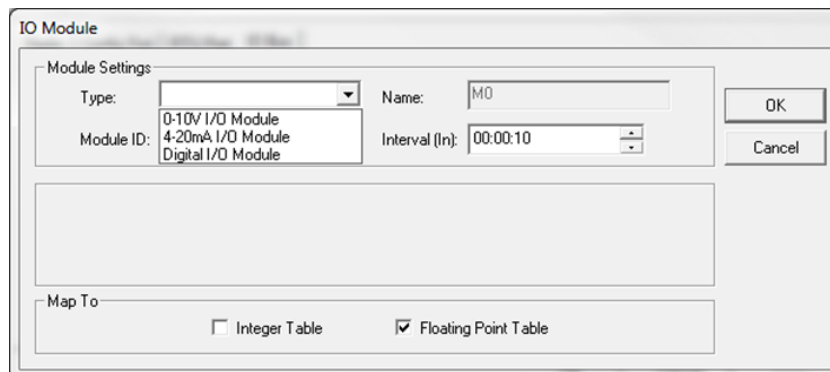 IO Module
Module Settings
Type:
Name:
M0
0-10V I/O Module
4-20mA I/O Module
Digital I/O Module
Module ID:
Interval (In):
00:00:10
OK
Cancel
Map To
Integer Table
Floating Point Table